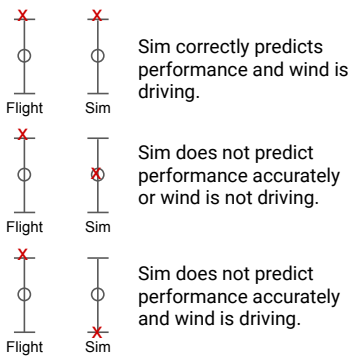 X X
Flight Sim
Sim correctly predicts
performance and wind is
driving.
X
X
Flight Sim
Sim does not predict
performance accurately
or wind is not driving.
X
X
Flight Sim
Sim does not predict
performance accurately
and wind is driving.